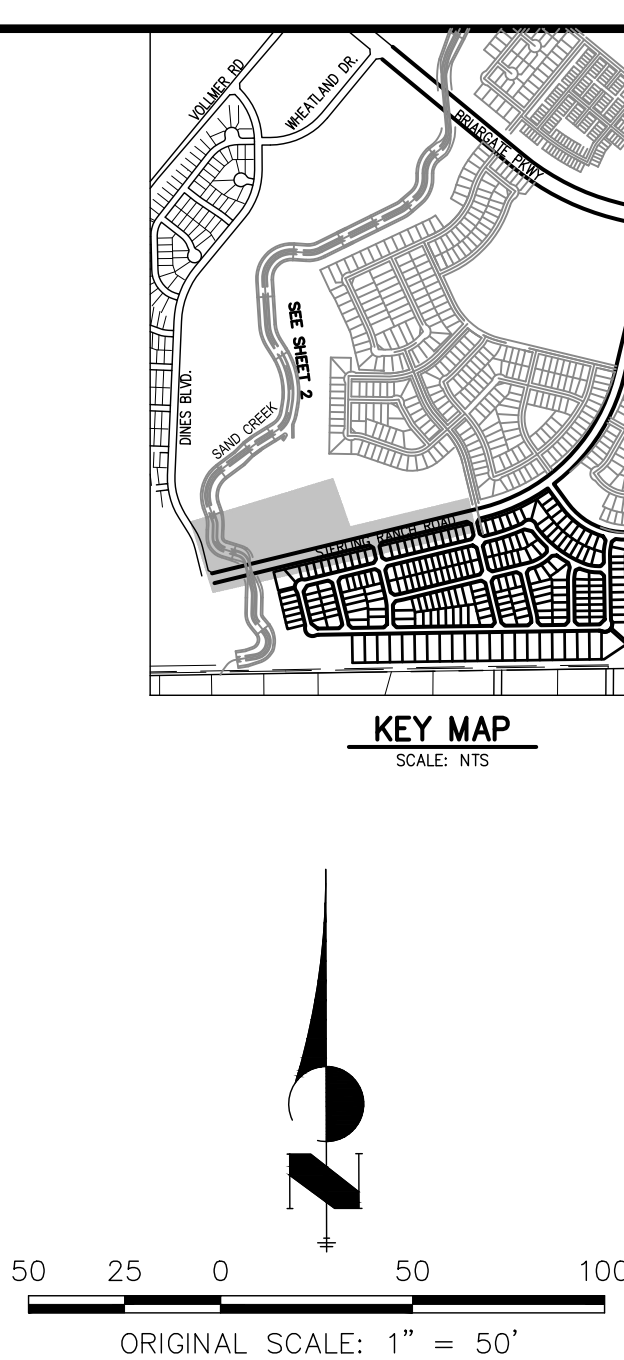 VOLLMER RD
WHEATLAND DR.
BRIARGATE PKWY
SEE SHEET 2
DINES BLVD.
SAND CREEK
STERLING RANCH ROAD
KEY MAP
SCALE: NTS
N
50 25 0 50 100
ORIGINAL SCALE: 1" = 50'